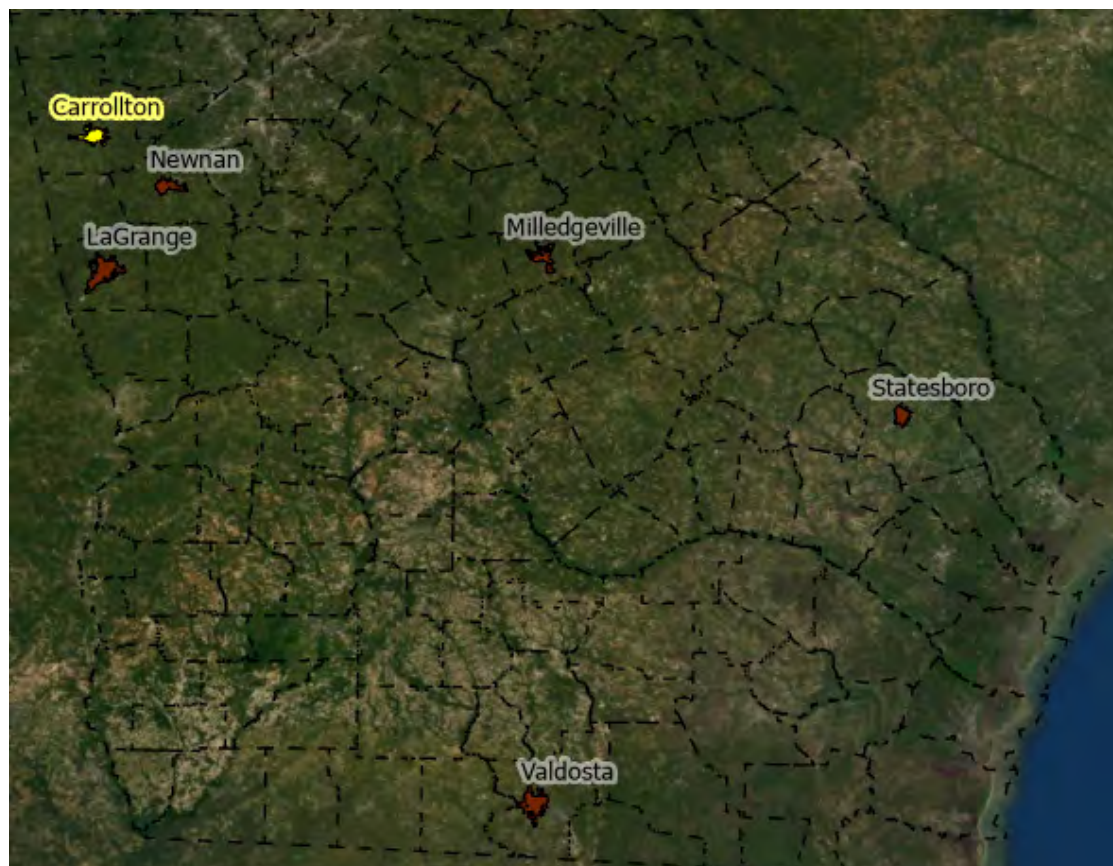 Carrollton
Newnan
LaGrange
Milledgeville
Statesboro
Valdosta